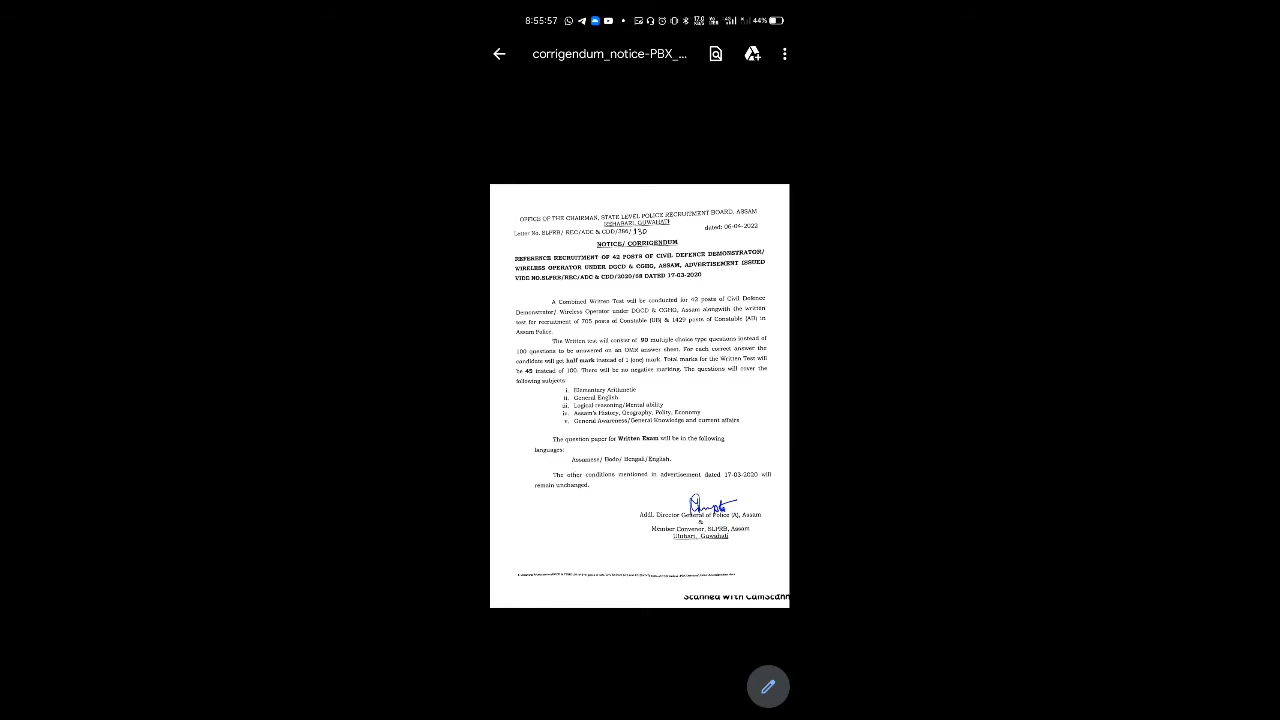 8:55:57
44%
corrigendum_notice-PBX_...
OFFICE OF THE CHAIRMAN, STATE LEVEL POLICE RECRUITMENT BOARD, ASSAM
REHABARI, GUWAHATI
Letter No. SLPRB/ REC/ADC & CDD/386/130 dated: 06-04-2022
NOTICE/ CORRIGENDUM
REFERENCE RECRUITMENT OF 42 POSTS OF CIVIL DEFENCE DEMONSTRATOR/
WIRELESS OPERATOR UNDER DGCD & CGHG, ASSAM, ADVERTISEMENT ISSUED
VIDE NO.SLPRB/REC/ADC & CDD/2020/68 DATED 17-03-2020
A Combined Written Test will be conducted for 42 posts of Civil Defence
Demonstrator/ Wireless Operator under DGCD & CGHG, Assam alongwith the written
test for recruitment of 705 posts of Constable (UB) & 1429 posts of Constable (AB) in
Assam Police.
The Written test will consist of 90 multiple choice type questions instead of
100 questions to be answered on an OMR answer sheet. For each correct answer the
candidate will get half mark instead of 1 (one) mark. Total marks for the Written Test will
be 45 instead of 100. There will be no negative marking. The questions will cover the
following subjects:
i. Elementary Aritimetic
ii. General English
iii. Logical reasoning/Mental ability
iv. Assam's History, Geography, Polity, Economy
v. General Awareness/General Knowledge and current affairs
The question paper for Written Exam will be in the following
languages:
Assamese/ Bodo/ Bengali/English.
The other conditions mentioned in advertisement dated 17-03-2020 will
remain unchanged.
Addl. Director General of Police (A), Assam
&
Member Convenor, SLPRB, Assam
Ulubari, Guwahati
Scanned with CamScann